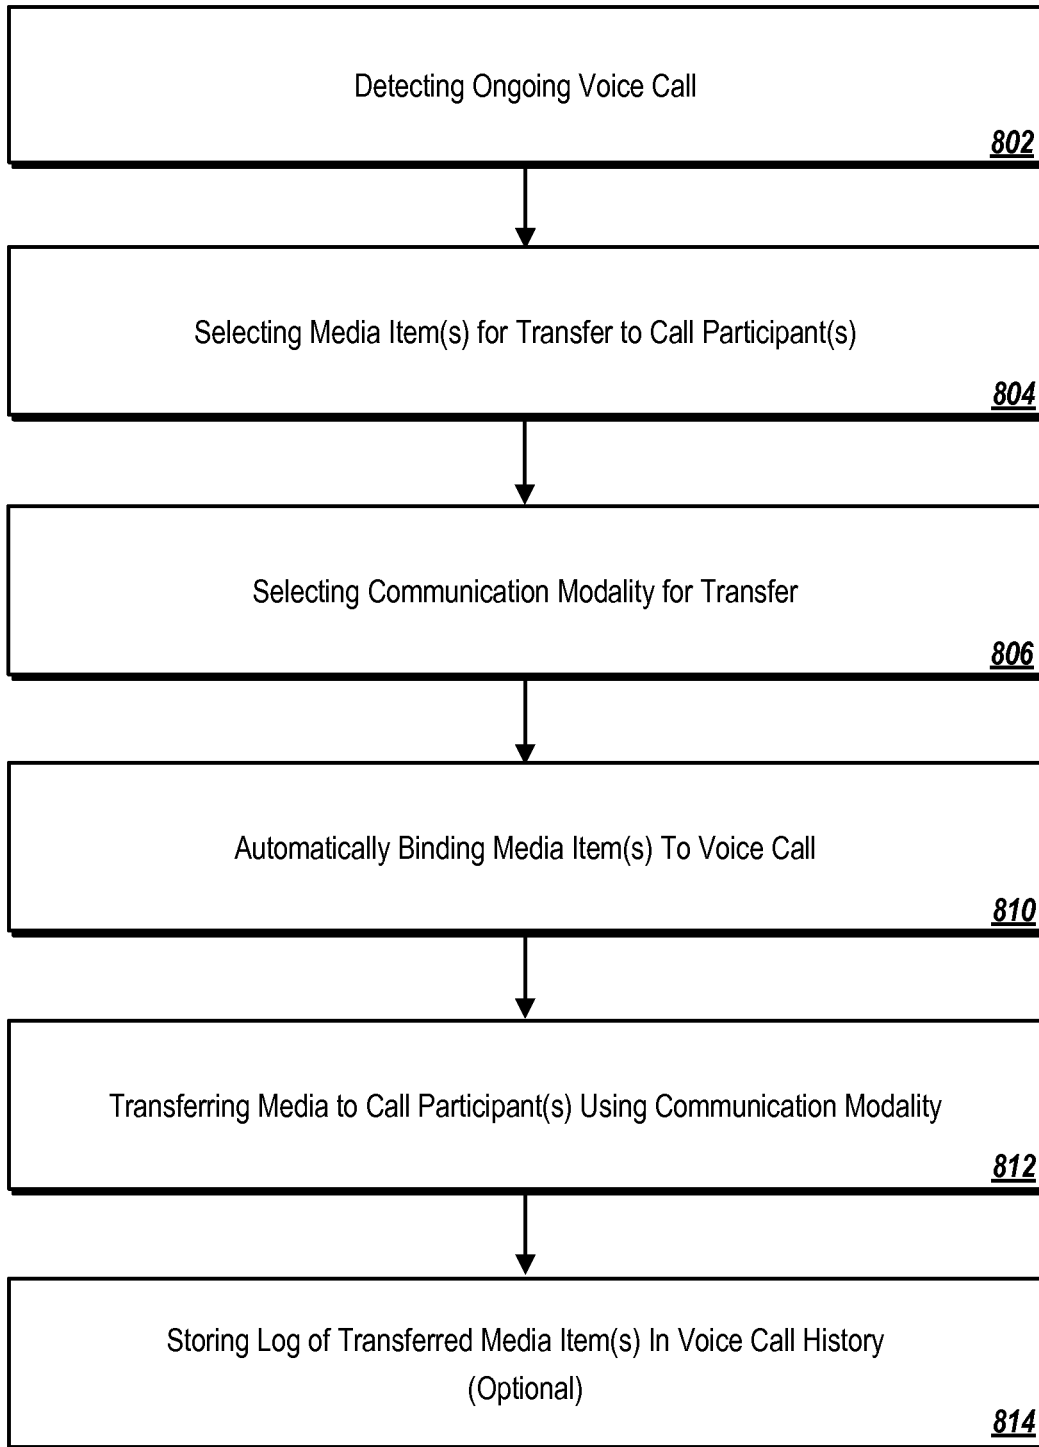 Detecting Ongoing Voice Call
802
Selecting Media Item(s) for Transfer to Call Participant(s)
804
Selecting Communication Modality for Transfer
806
Automatically Binding Media Item(s) To Voice Call
810
Transferring Media to Call Participant(s) Using Communication Modality
812
Storing Log of Transferred Media Item(s) In Voice Call History
(Optional)
814